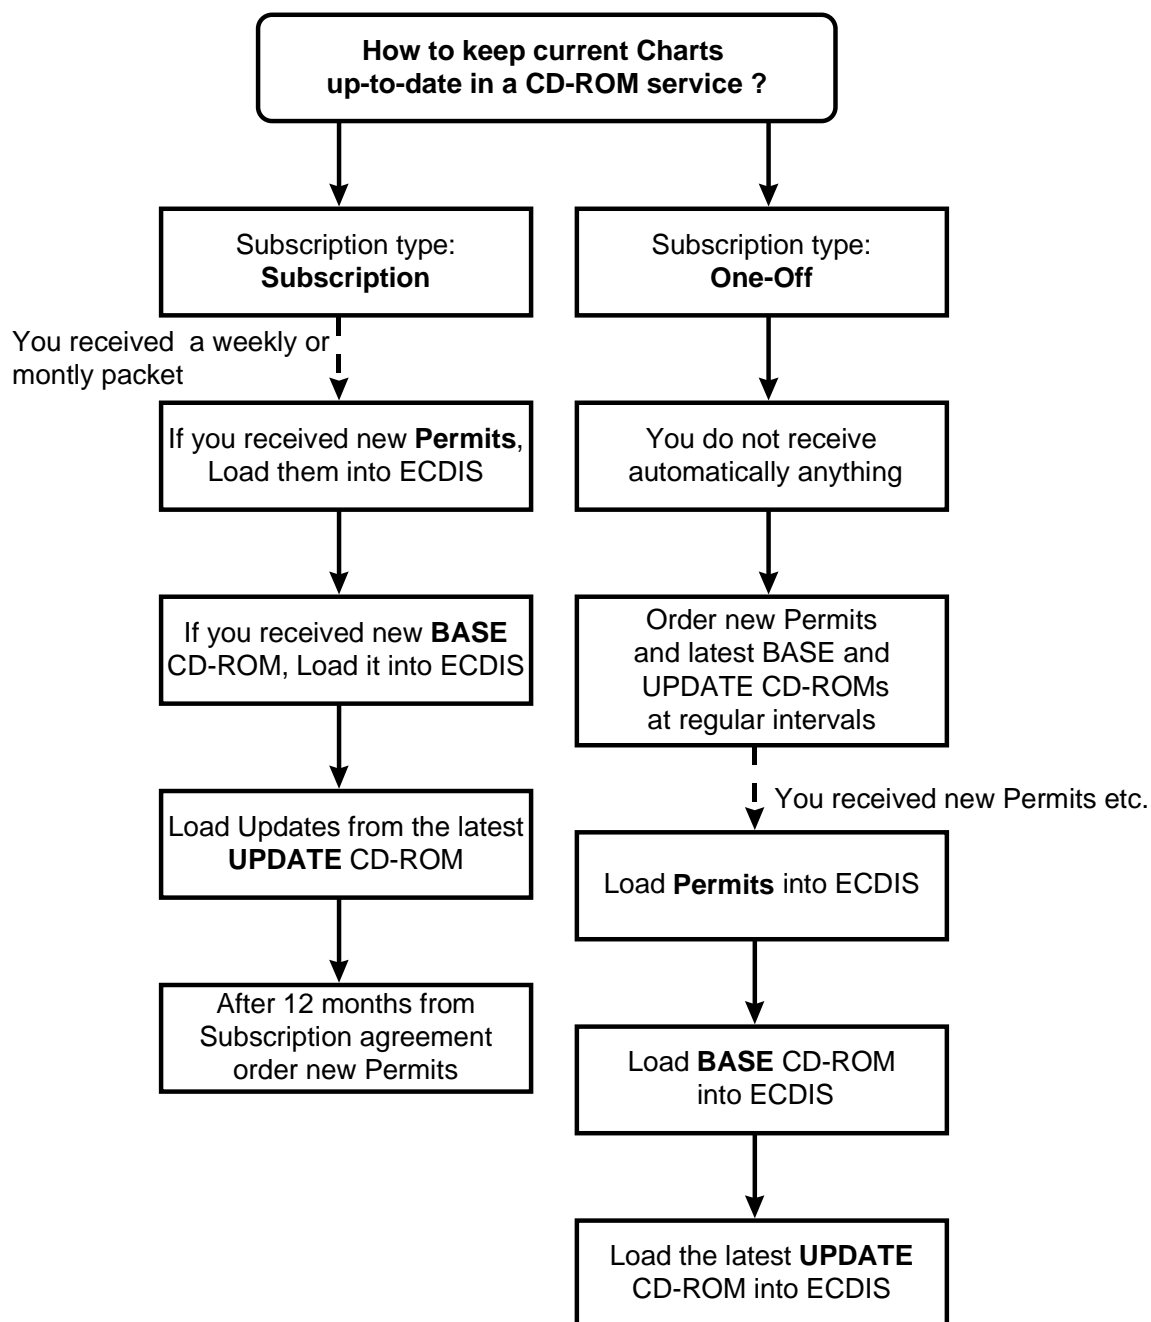 How to keep current Charts
up-to-date in a CD-ROM service ?
Subscription type:
Subscription
You received a weekly or
montly packet
If you received new Permits,
Load them into ECDIS
If you received new BASE
CD-ROM, Load it into ECDIS
Load Updates from the latest
UPDATE CD-ROM
After 12 months from
Subscription agreement
order new Permits
Subscription type:
One-Off
You do not receive
automatically anything
Order new Permits
and latest BASE and
UPDATE CD-ROMs
at regular intervals
You received new Permits etc.
Load Permits into ECDIS
Load BASE CD-ROM
into ECDIS
Load the latest UPDATE
CD-ROM into ECDIS